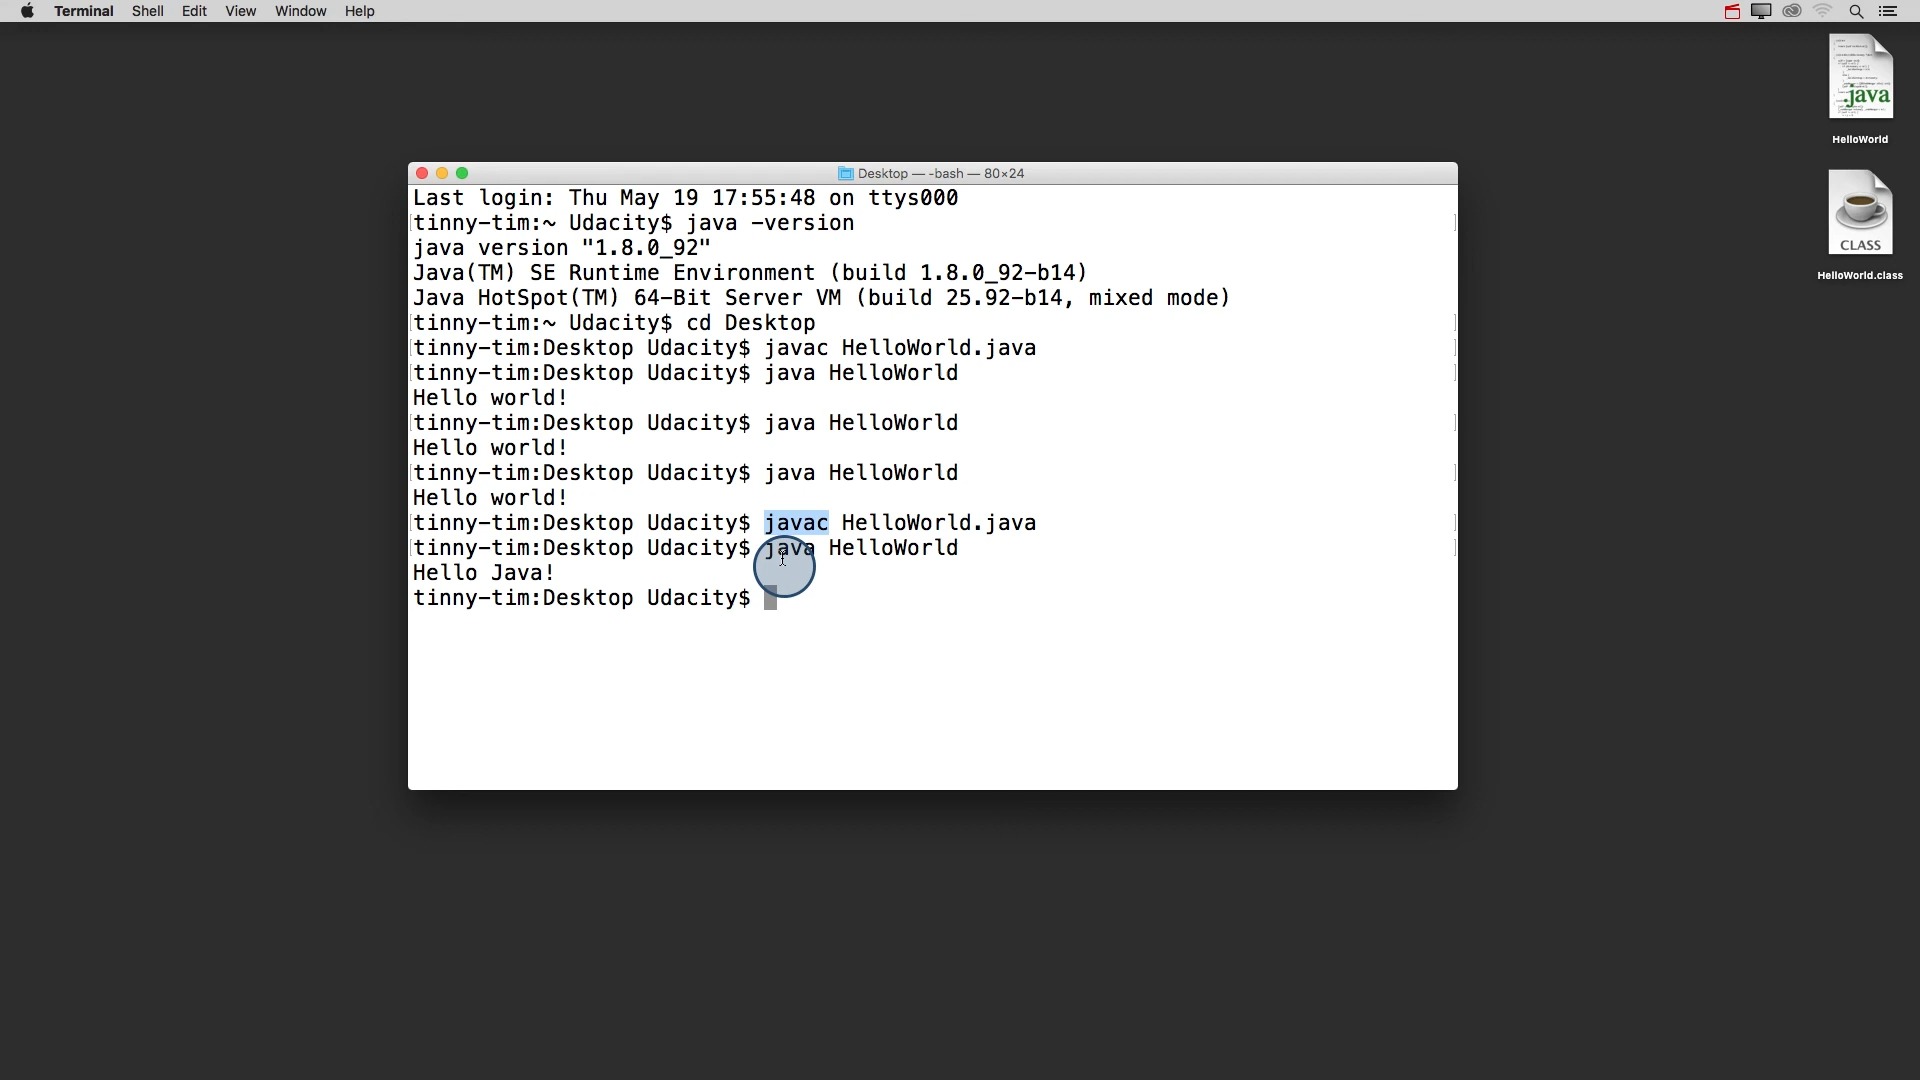 Terminal Shell Edit View Window Help
.java
HelloWorld
CLASS
HelloWorld.class
Desktop — -bash — 80×24
Last login: Thu May 19 17:55:48 on ttys000
[tinny-tim:~ Udacity$ java -version ]
java version "1.8.0_92"
Java(TM) SE Runtime Environment (build 1.8.0_92-b14)
Java HotSpot(TM) 64-Bit Server VM (build 25.92-b14, mixed mode)
[tinny-tim:~ Udacity$ cd Desktop ]
[tinny-tim:Desktop Udacity$ javac HelloWorld.java ]
[tinny-tim:Desktop Udacity$ java HelloWorld ]
Hello world!
[tinny-tim:Desktop Udacity$ java HelloWorld ]
Hello world!
[tinny-tim:Desktop Udacity$ java HelloWorld ]
Hello world!
[tinny-tim:Desktop Udacity$ javac HelloWorld.java ]
[tinny-tim:Desktop Udacity$ java HelloWorld ]
Hello Java!
tinny-tim:Desktop Udacity$